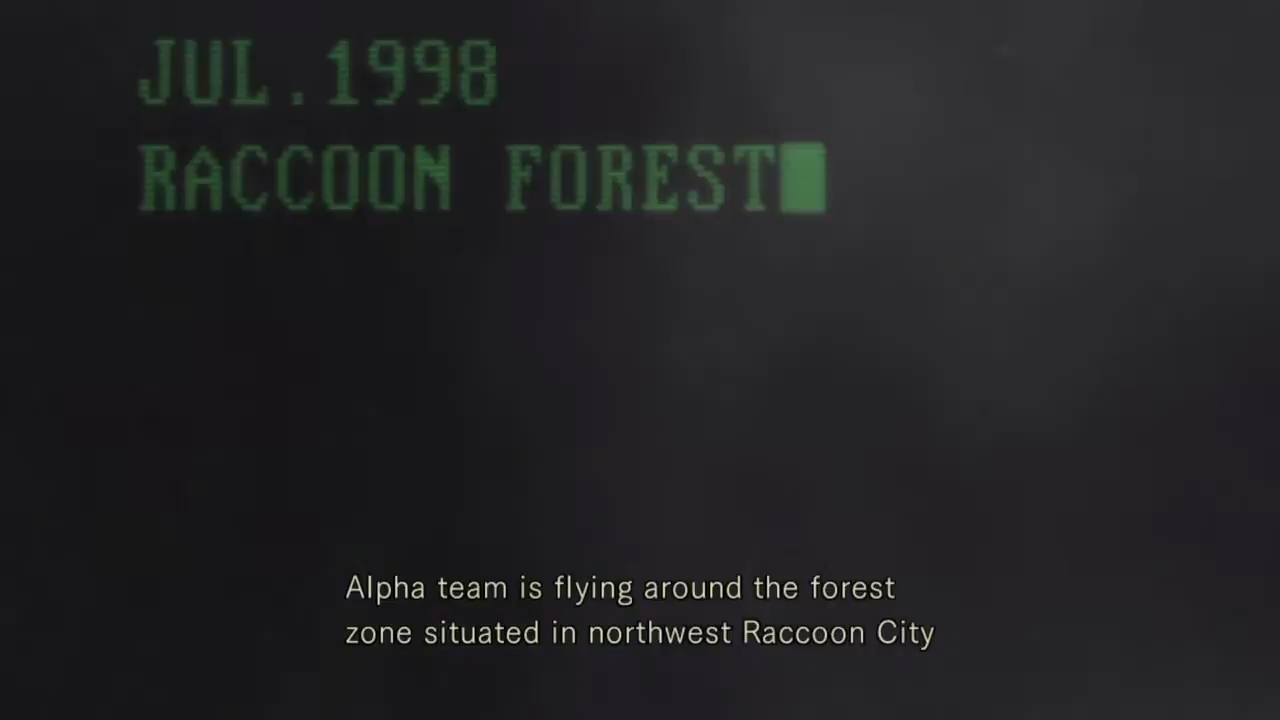 JUL.1998
RACCOON FOREST
Alpha team is flying around the forest
zone situated in northwest Raccoon City